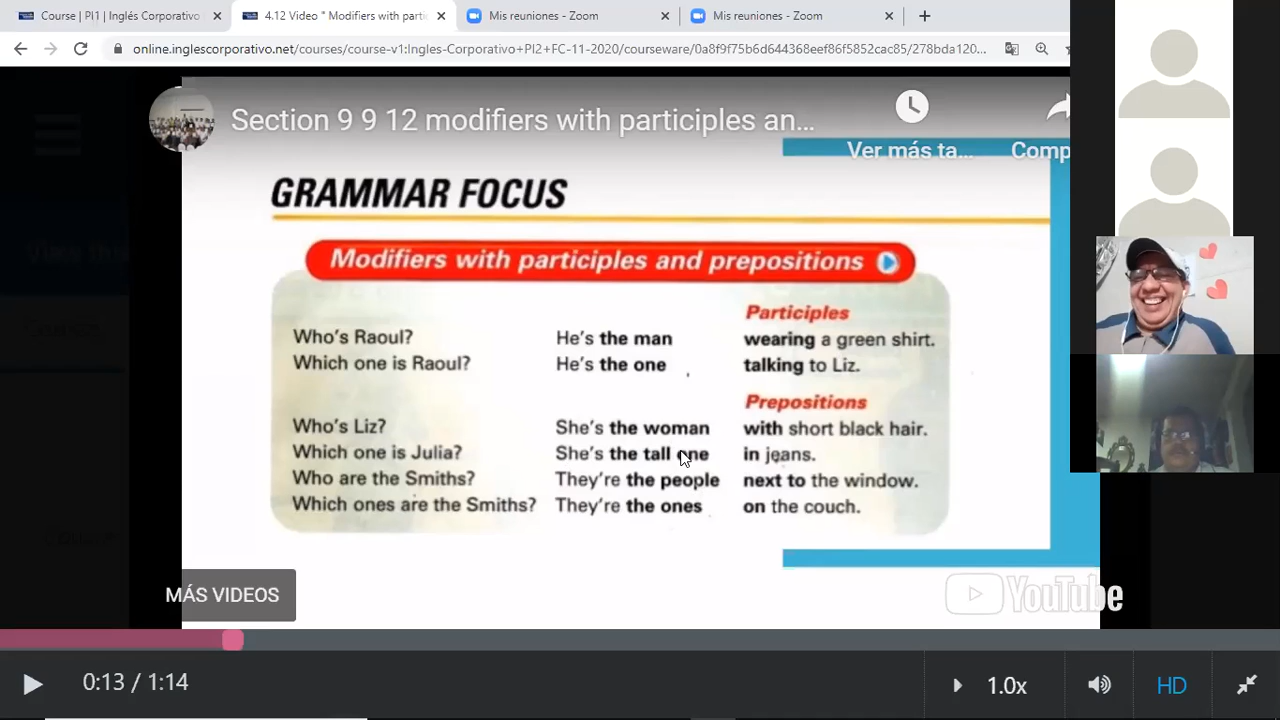 Course | PI1 | Inglés Corporativo
4.12 Video " Modifiers with parti
Mis reuniones - Zoom
Mis reuniones - Zoom
online.inglescorporativo.net/courses/course-v1:Ingles-Corporativo+PI2+FC-11-2020/courseware/0a8f9f75f6d644368eef86f5852cac85/278bda120...
Section 9 9 12 modifiers with participles an...
Ver más ta...
Comp
GRAMMAR FOCUS
Modifiers with participles and prepositions
Participles
Who's Raoul? He's the man wearing a green shirt.
Which one is Raoul? He's the one talking to Liz.
Prepositions
Who's Liz? She's the woman with short black hair.
Which one is Julia? She's the tall one in jeans.
Who are the Smiths? They're the people next to the window.
Which ones are the Smiths? They're the ones on the couch.
MÁS VIDEOS
YouTube
0:13 / 1:14
1.0x
HD